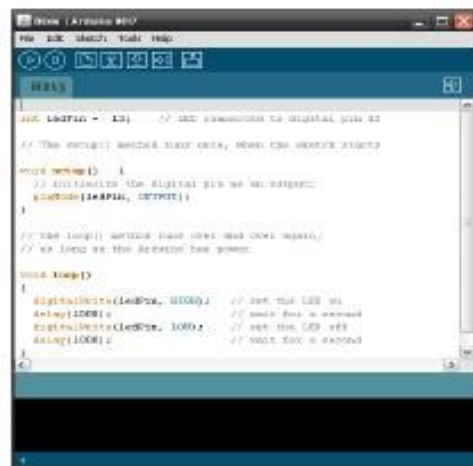 Blink | Arduino 0017
File Edit Sketch Tools Help
Blink
int ledPin = 13; // LED connected to digital pin 13
// The setup() method runs once, when the sketch starts
void setup() {
// initialize the digital pin as an output:
pinMode(ledPin, OUTPUT);
}
// the loop() method runs over and over again,
// as long as the Arduino has power
void loop()
{
digitalWrite(ledPin, HIGH); // set the LED on
delay(1000); // wait for a second
digitalWrite(ledPin, LOW); // set the LED off
delay(1000); // wait for a second
}